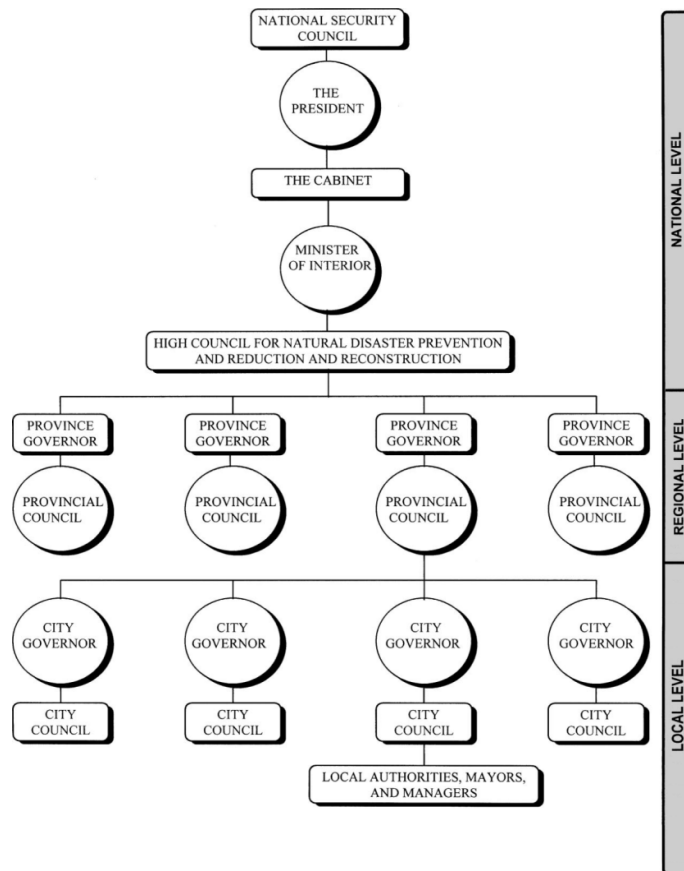 NATIONAL SECURITY
COUNCIL
THE
PRESIDENT
THE CABINET
MINISTER
OF INTERIOR
HIGH COUNCIL FOR NATURAL DISASTER PREVENTION
AND REDUCTION AND RECONSTRUCTION
NATIONAL LEVEL
PROVINCE
GOVERNOR
PROVINCE
GOVERNOR
PROVINCE
GOVERNOR
PROVINCE
GOVERNOR
PROVINCIAL
COUNCIL
PROVINCIAL
COUNCIL
PROVINCIAL
COUNCIL
PROVINCIAL
COUNCIL
REGIONAL LEVEL
CITY
GOVERNOR
CITY
GOVERNOR
CITY
GOVERNOR
CITY
GOVERNOR
CITY
COUNCIL
CITY
COUNCIL
CITY
COUNCIL
CITY
COUNCIL
LOCAL AUTHORITIES, MAYORS,
AND MANAGERS
LOCAL LEVEL